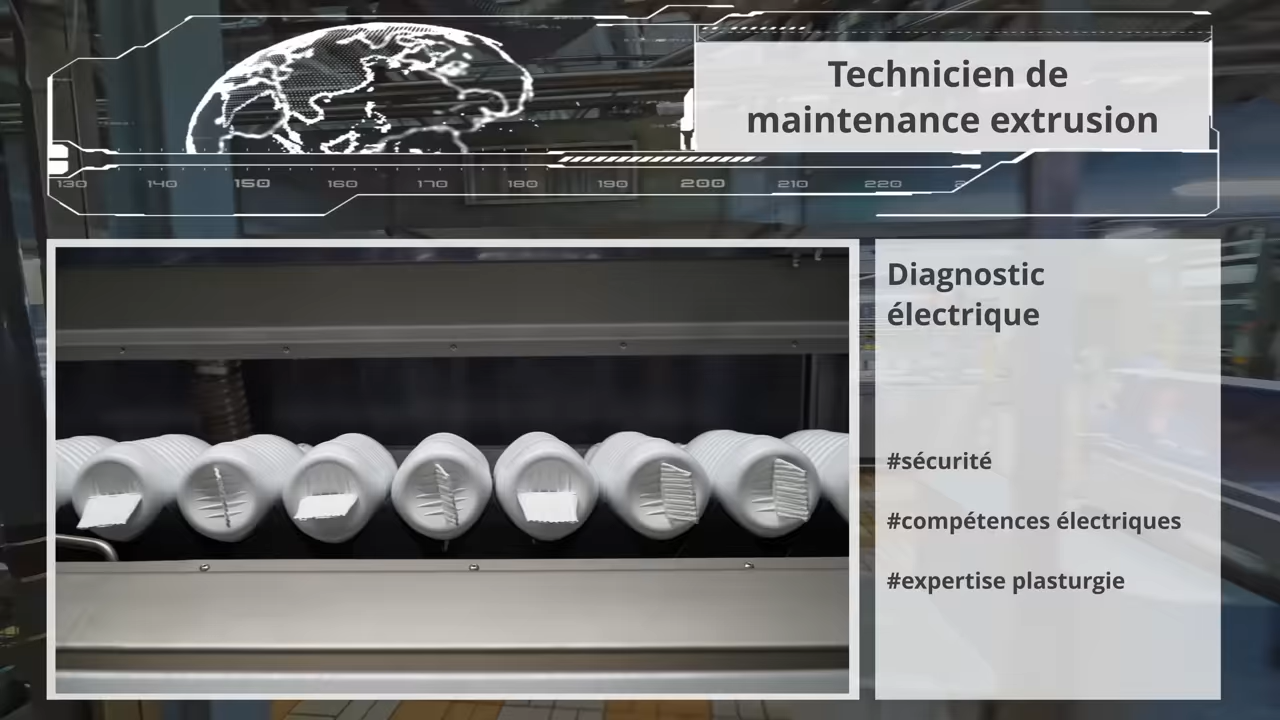 Technicien de
maintenance extrusion
130 140 150 160 170 180 190 200 210 220
Diagnostic
électrique
#sécurité
#compétences électriques
#expertise plasturgie